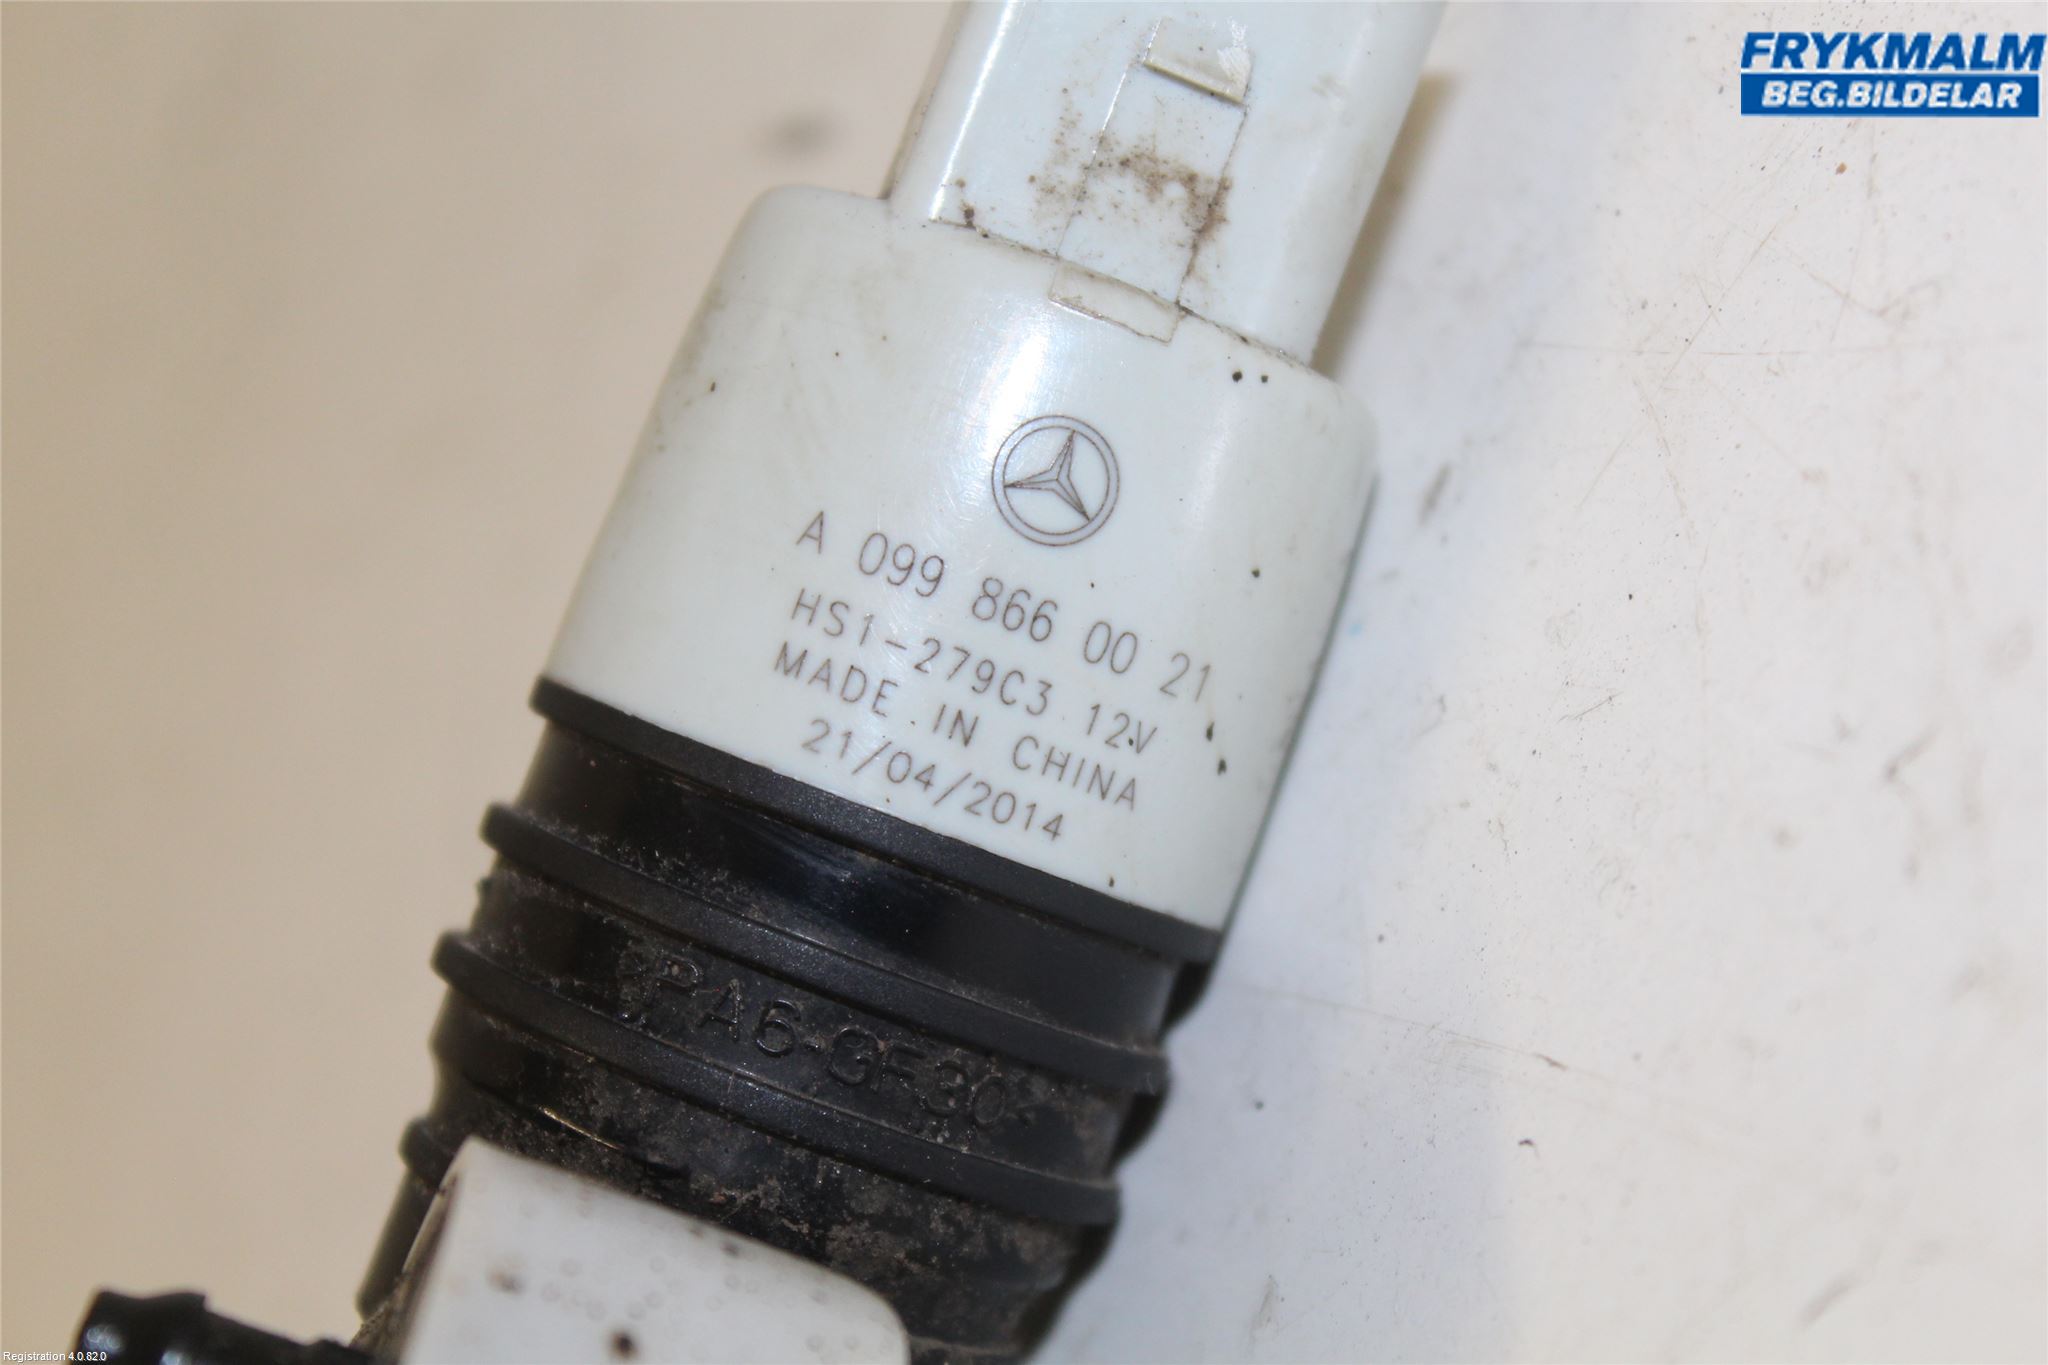 FRYKMALM
BEG.BILDELAR
A 099 866 00 21
HS1-279C3 12V
MADE IN CHINA
21/04/2014
>PA6-GF30<
Registration 4.0.82.0